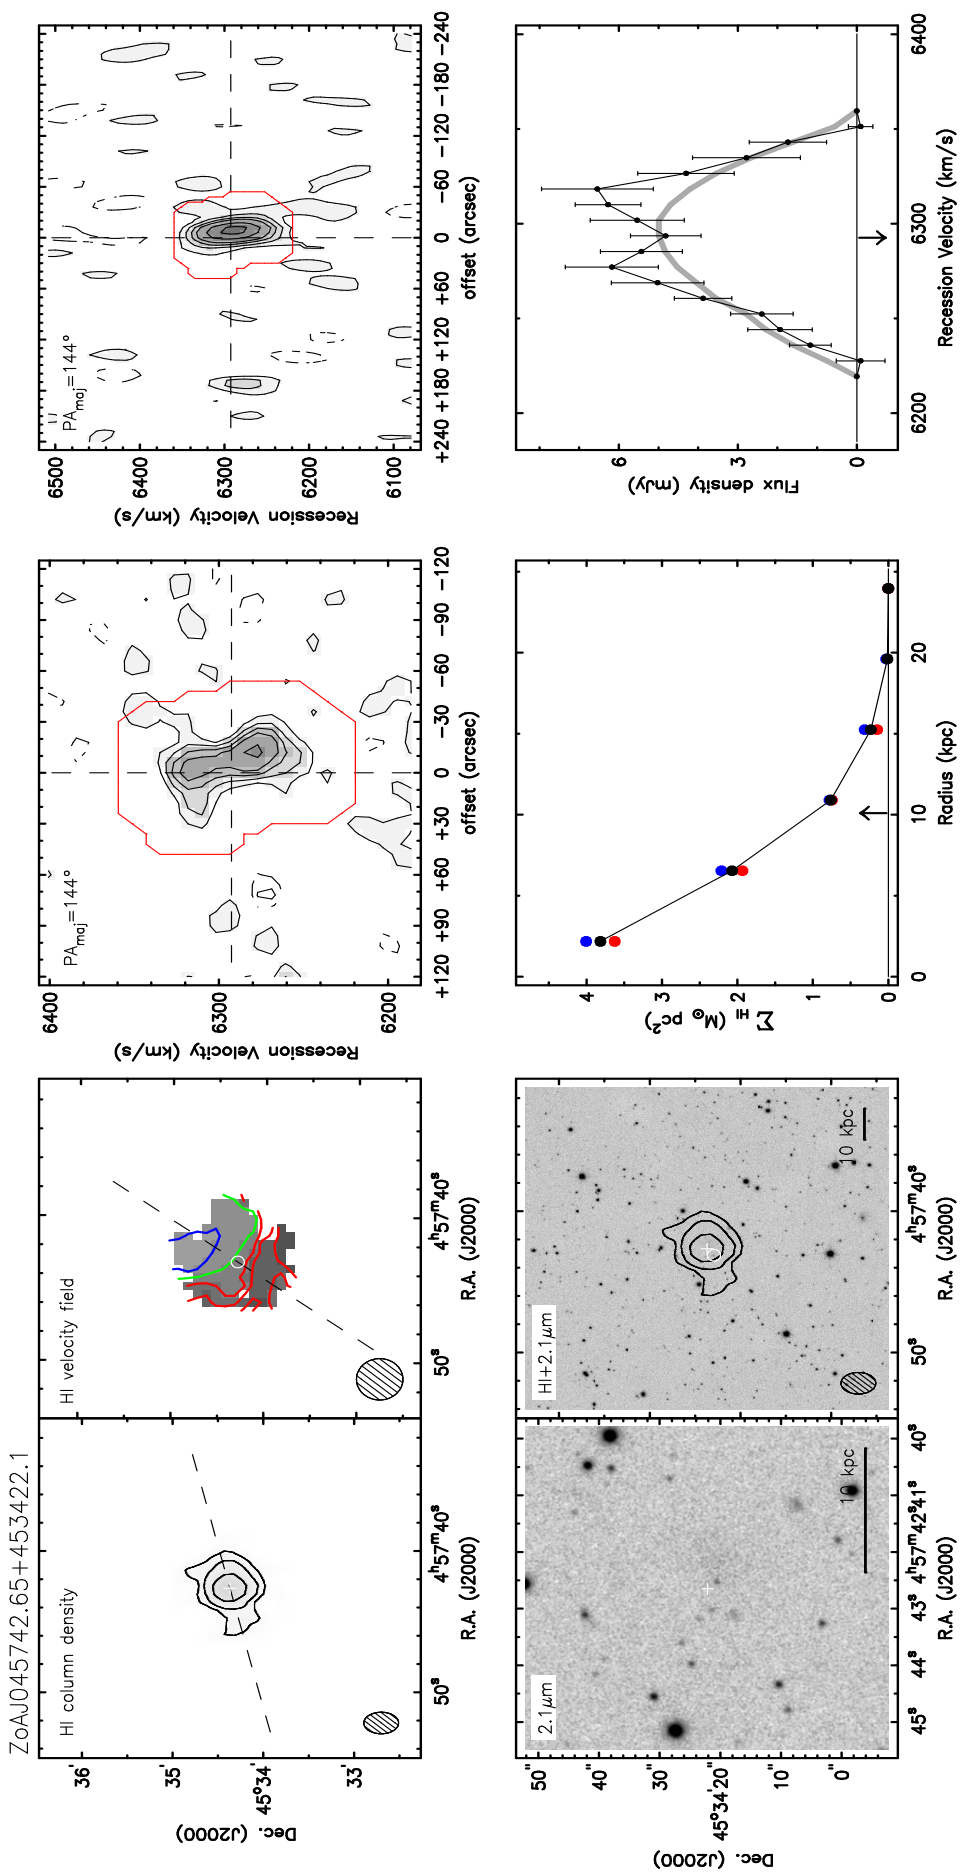 ZoAJ045742.65+453422.1
HI column density
36'
35'
45°34'
33'
Dec. (J2000)
50ˢ
4ʰ57ᵐ40ˢ
R.A. (J2000)
HI velocity field
50ˢ
4ʰ57ᵐ40ˢ
R.A. (J2000)
PAmaj=144°
6400
6300
6200
Recession Velocity (km/s)
+120 +90 +60 +30 0 −30 −60 −90 −120
offset (arcsec)
PAmaj=144°
6500
6400
6300
6200
6100
Recession Velocity (km/s)
+240 +180 +120 +60 0 −60 −120 −180 −240
offset (arcsec)
2.1μm
50"
40"
30"
45°34'20"
10"
0"
Dec. (J2000)
10 kpc
45ˢ 44ˢ 43ˢ 4ʰ57ᵐ42ˢ 41ˢ 40ˢ
R.A. (J2000)
HI+2.1μm
10 kpc
50ˢ
4ʰ57ᵐ40ˢ
R.A. (J2000)
4
3
2
1
0
Σ HI (M⊙ pc⁻²)
0 10 20
Radius (kpc)
6
3
0
Flux density (mJy)
6200 6300 6400
Recession Velocity (km/s)